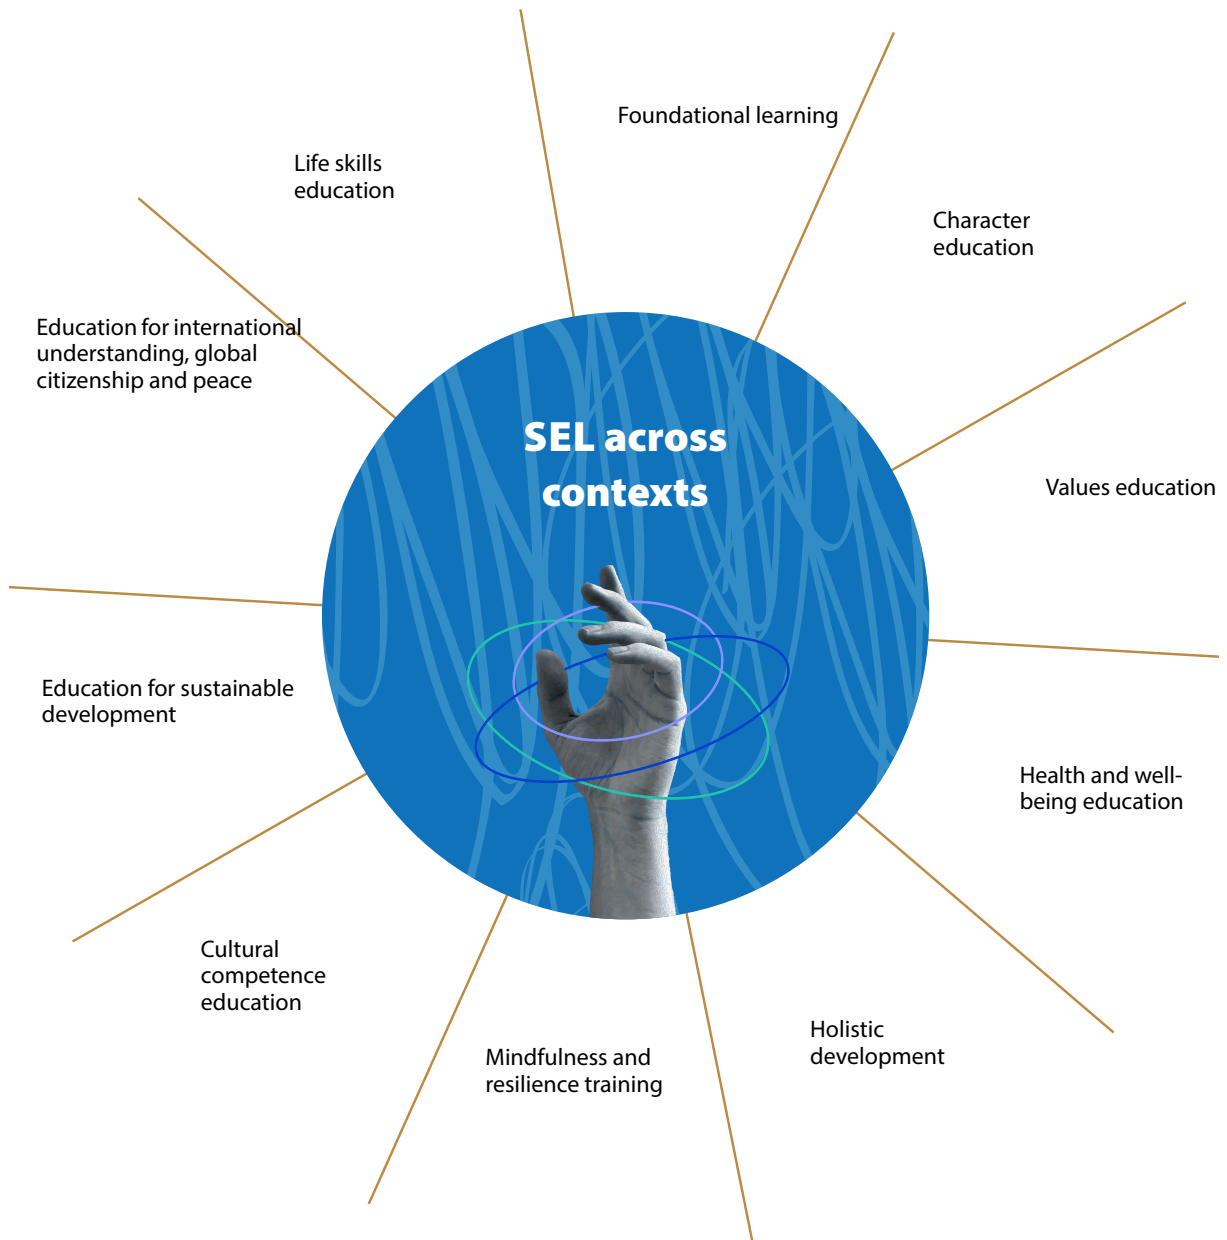 Foundational learning
Life skills
education
Character
education
Education for international
understanding, global
citizenship and peace
SEL across
contexts
Values education
Education for sustainable
development
Health and well-
being education
Cultural
competence
education
Holistic
development
Mindfulness and
resilience training